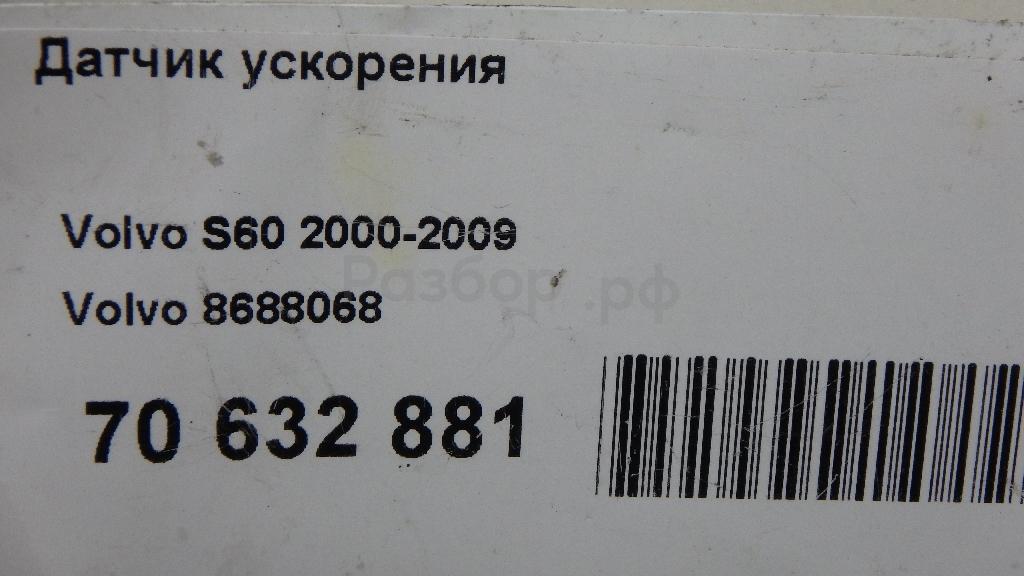 Датчик ускорения
Volvo S60 2000-2009
Разбор.рф
Volvo 8688068
70 632 881